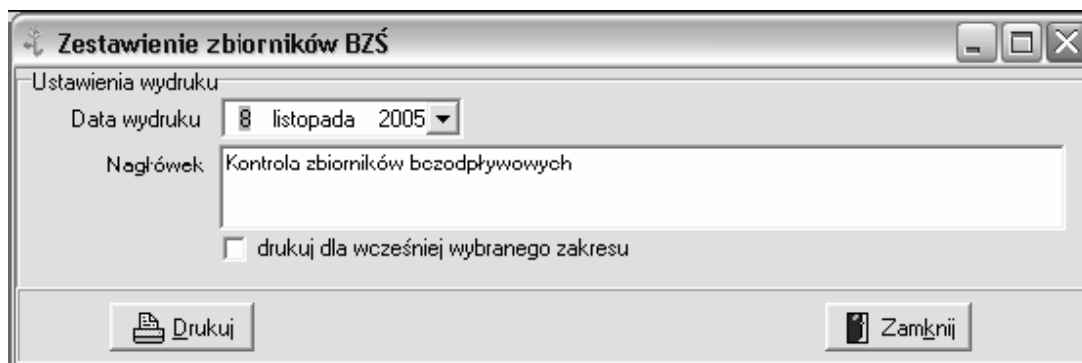 Zestawienie zbiorników BZŚ
Ustawienia wydruku
Data wydruku 8 listopada 2005
Nagłówek Kontrola zbiorników bezodpływowych
drukuj dla wcześniej wybranego zakresu
Drukuj Zamknij